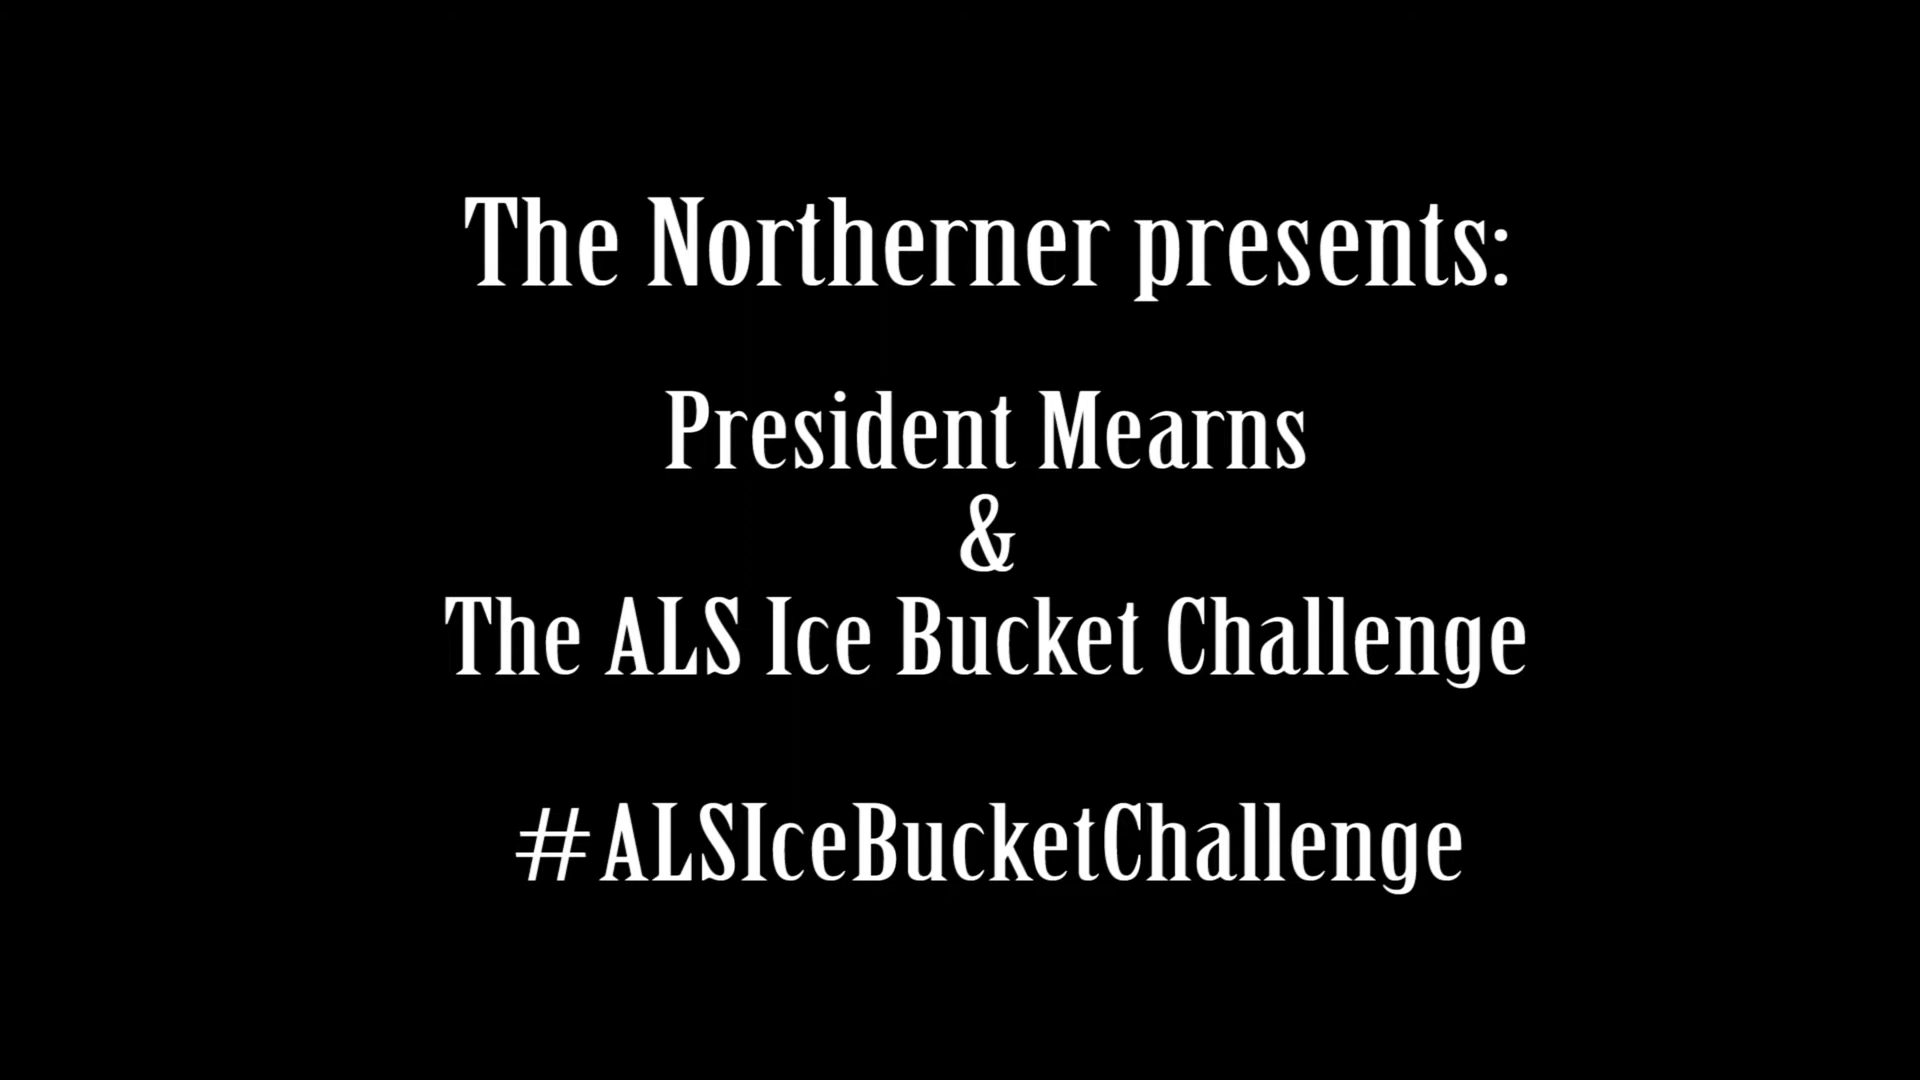 The Northerner presents:
President Mearns
&
The ALS Ice Bucket Challenge
#ALSIceBucketChallenge